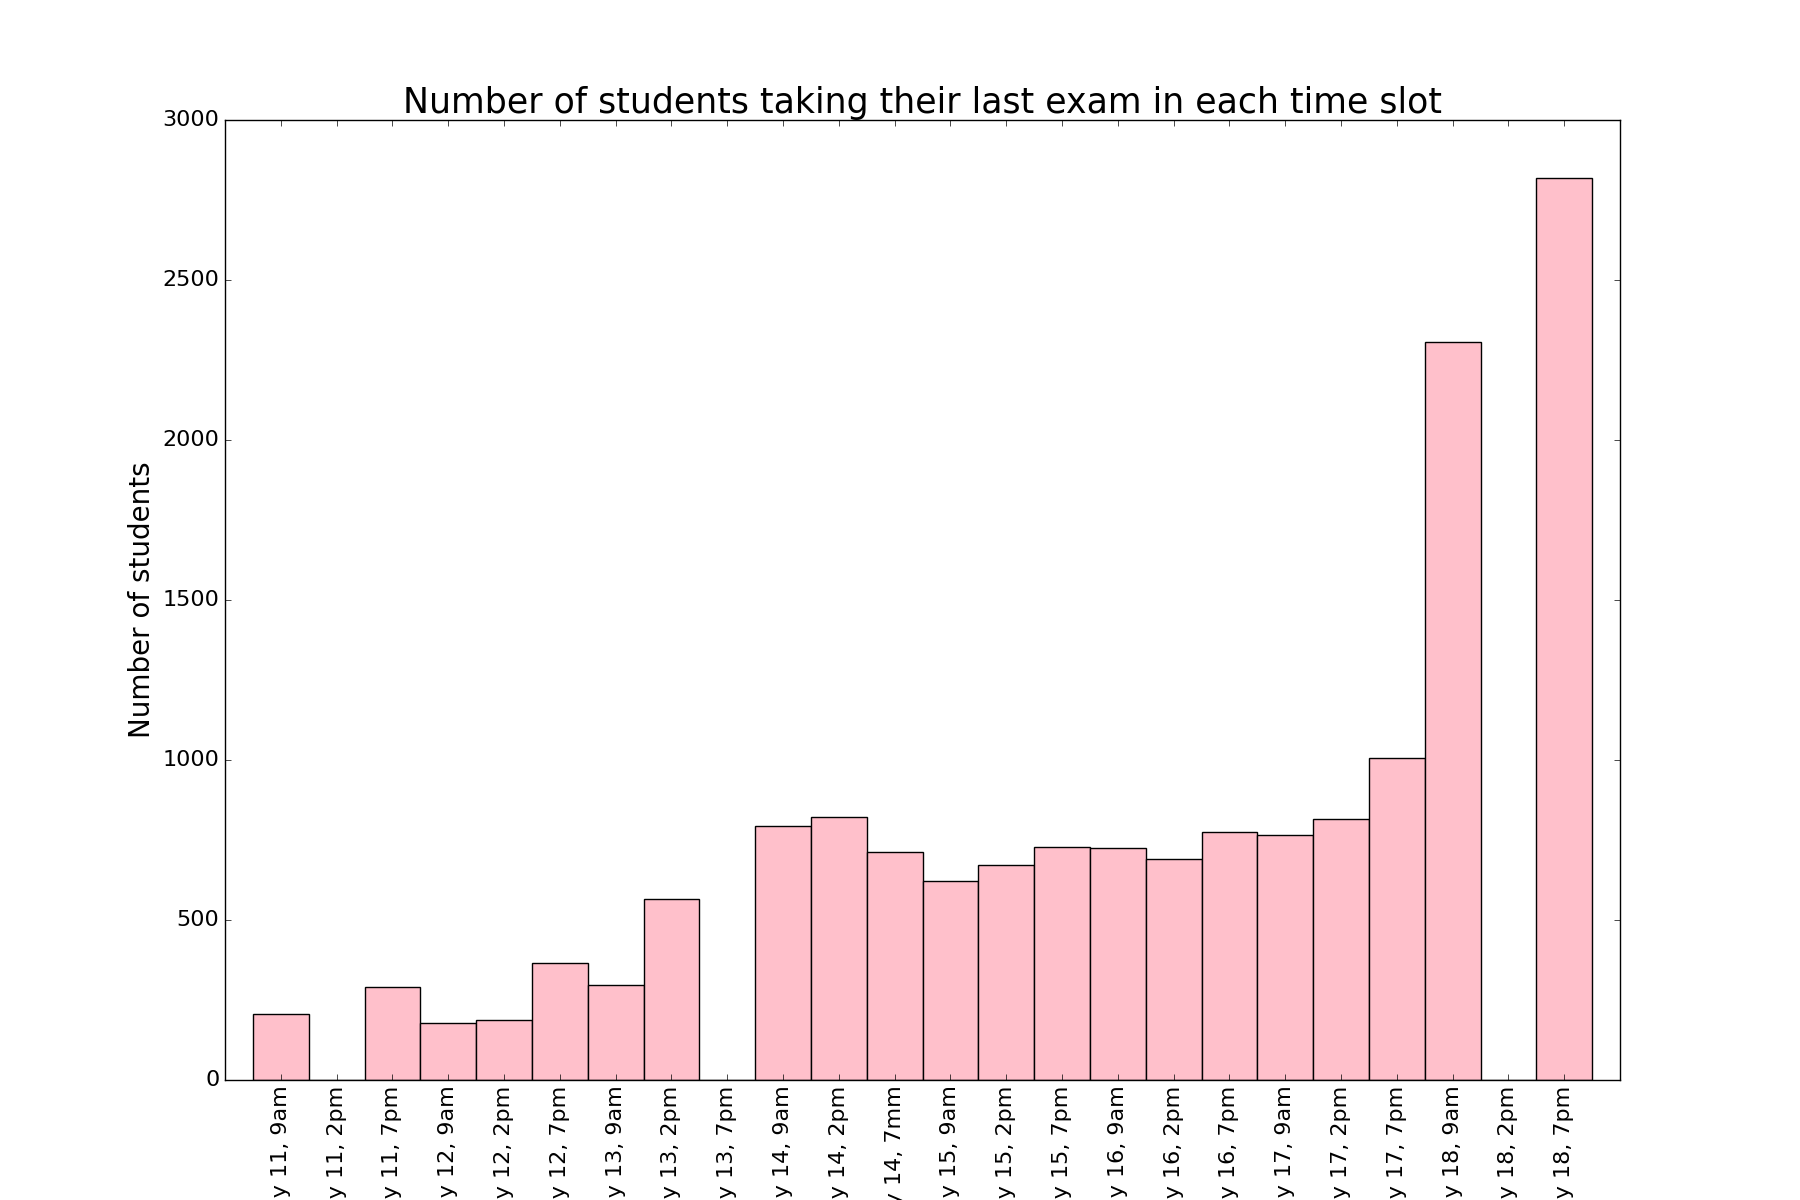 Number of students taking their last exam in each time slot
Number of students
3000
2500
2000
1500
1000
500
0
y 11, 9am
y 11, 2pm
y 11, 7pm
y 12, 9am
y 12, 2pm
y 12, 7pm
y 13, 9am
y 13, 2pm
y 13, 7pm
y 14, 9am
y 14, 2pm
y 14, 7mm
y 15, 9am
y 15, 2pm
y 15, 7pm
y 16, 9am
y 16, 2pm
y 16, 7pm
y 17, 9am
y 17, 2pm
y 17, 7pm
y 18, 9am
y 18, 2pm
y 18, 7pm